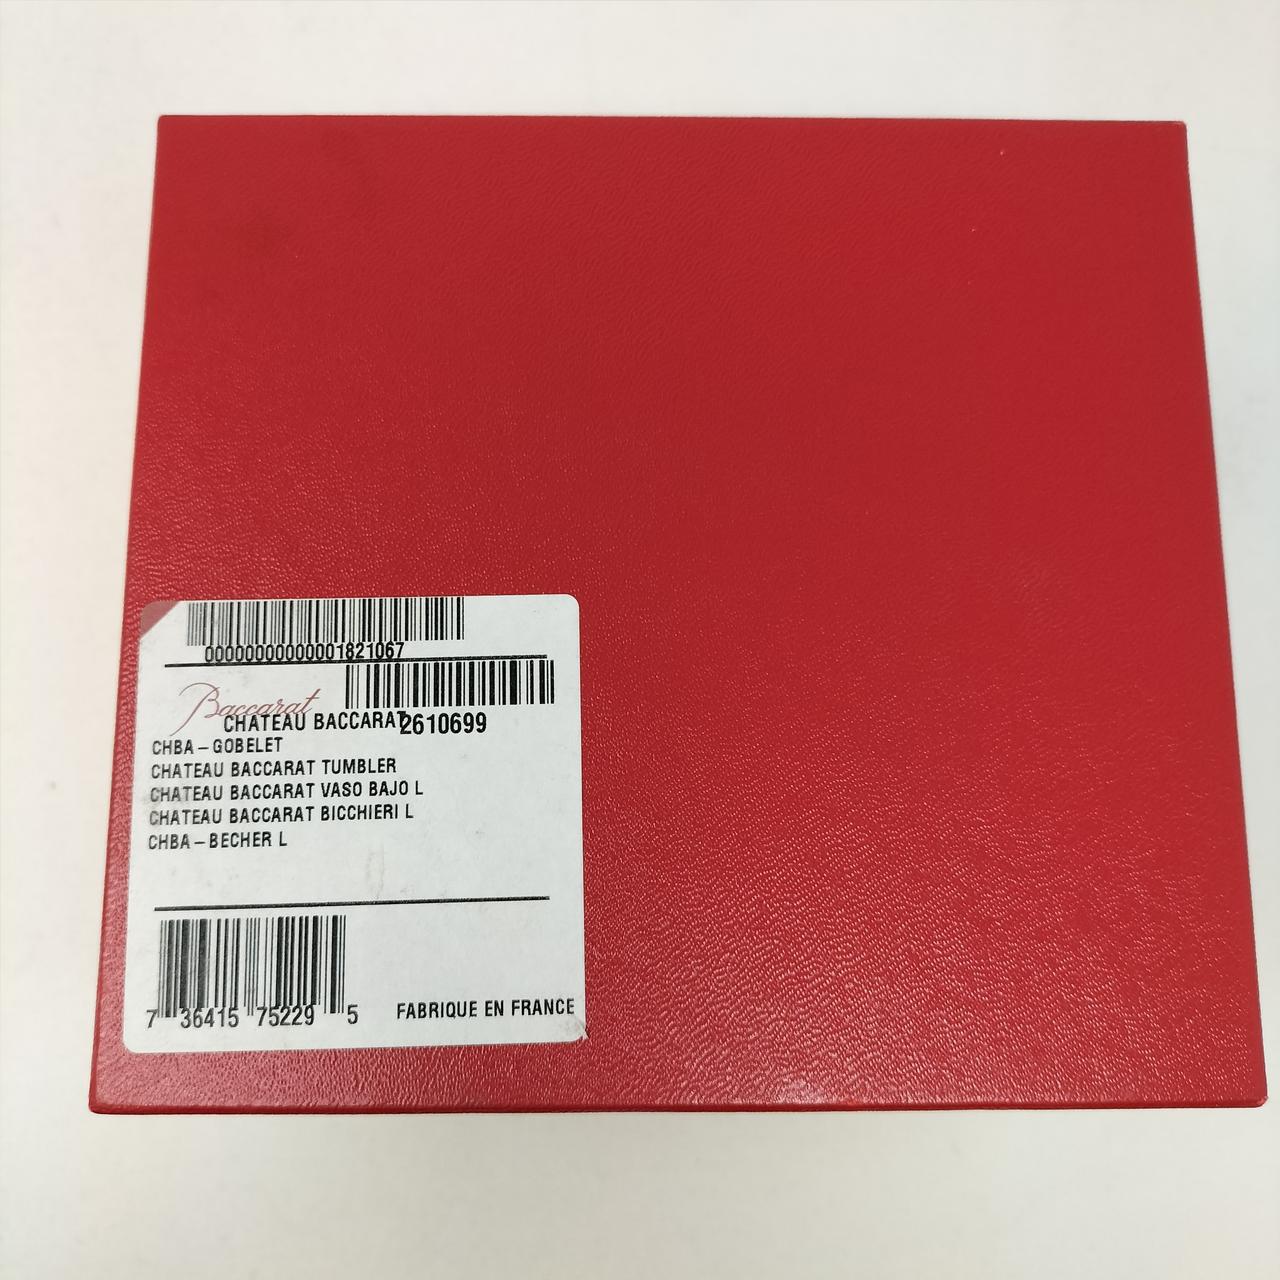 00000000000001821067
Baccarat
CHATEAU BACCARAT
2610699
CHBA-GOBELET
CHATEAU BACCARAT TUMBLER
CHATEAU BACCARAT VASO BAJO L
CHATEAU BACCARAT BICCHIERI L
CHBA-BECHER L
7 36415 75229 5
FABRIQUE EN FRANCE